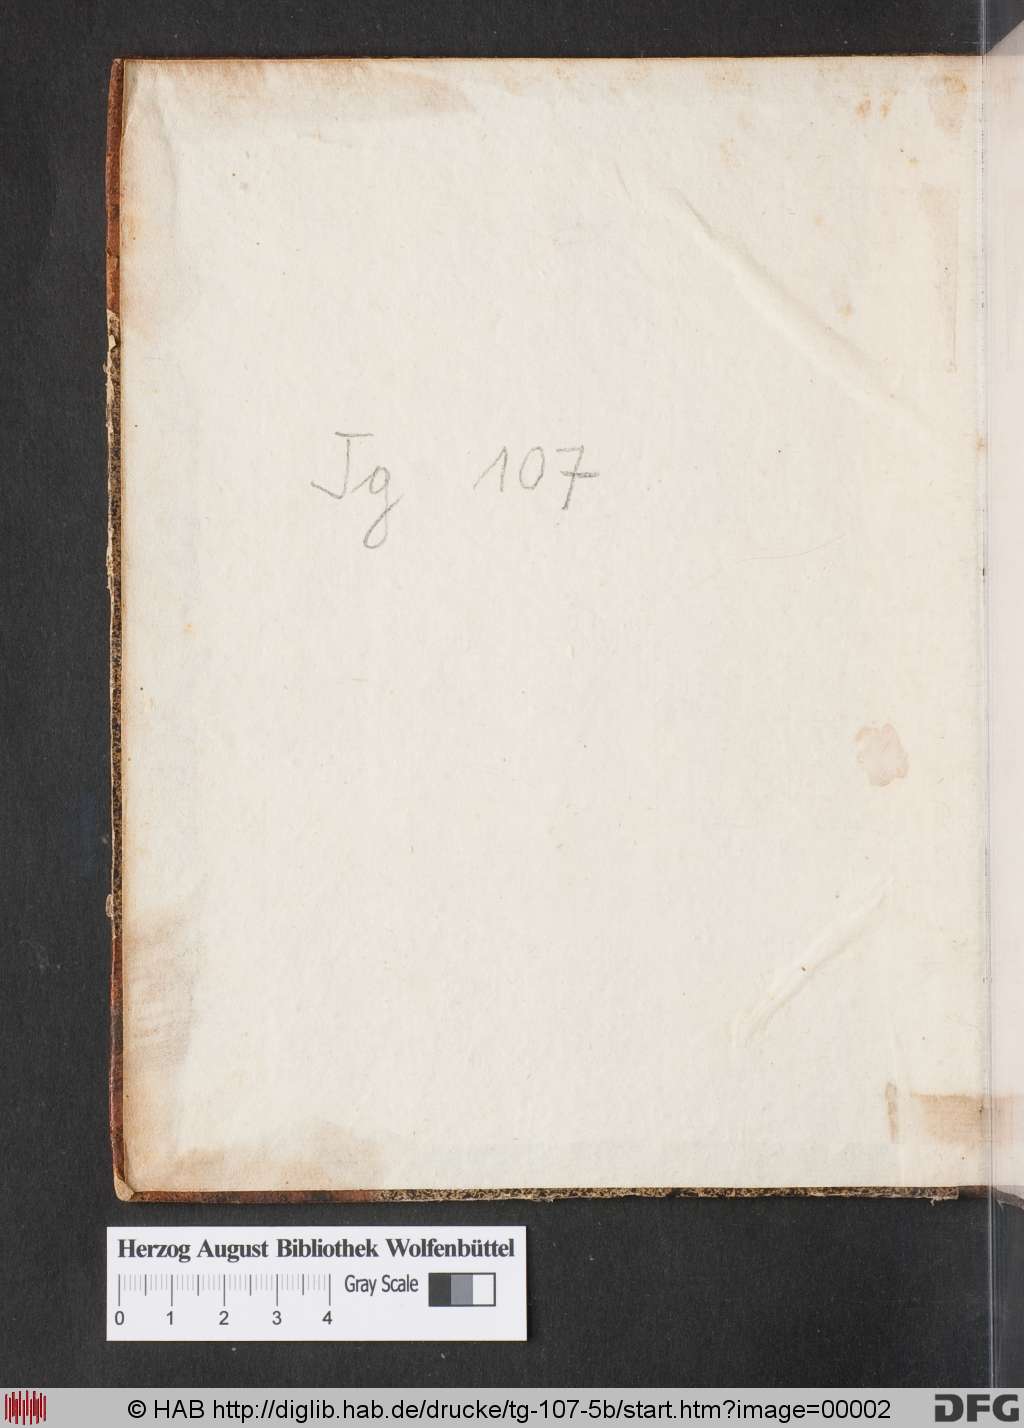 Tg 107
Herzog August Bibliothek Wolfenbüttel
Gray Scale
0 1 2 3 4
© HAB http://diglib.hab.de/drucke/tg-107-5b/start.htm?image=00002
DFG